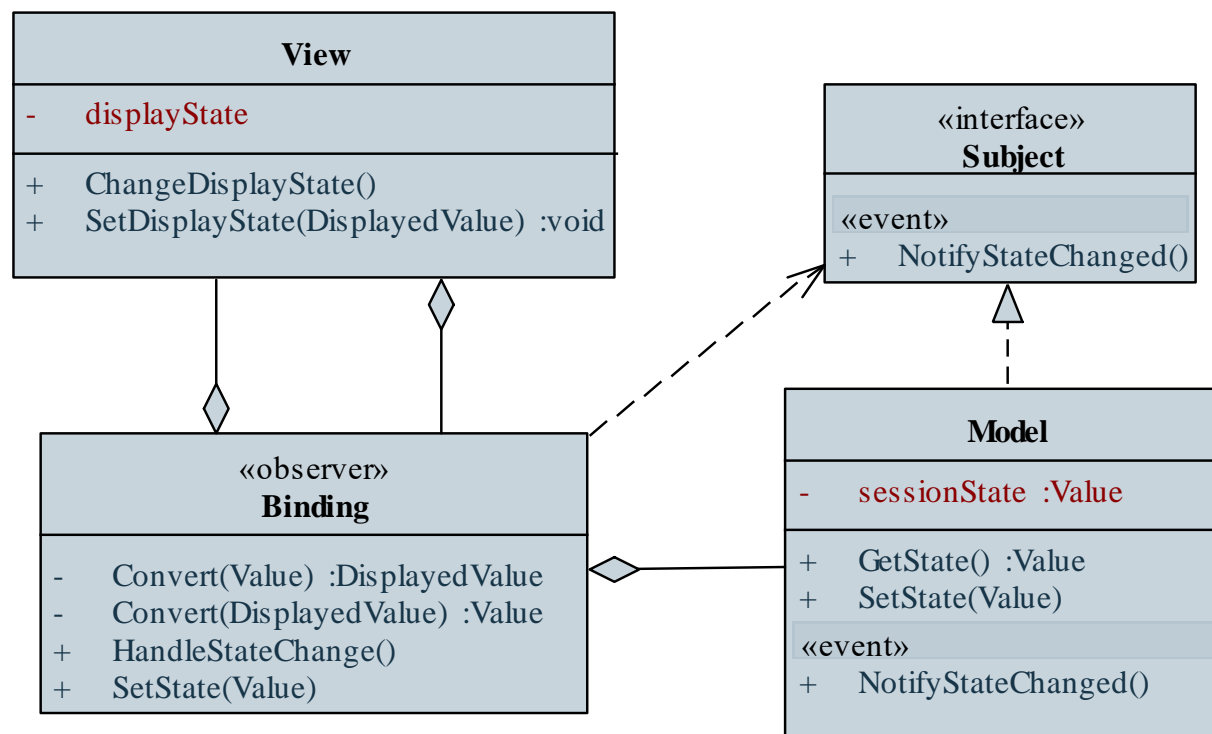 View
- displayState
+ ChangeDisplayState()
+ SetDisplayState(DisplayedValue) :void
«interface»
Subject
«event»
+ NotifyStateChanged()
«observer»
Binding
- Convert(Value) :DisplayedValue
- Convert(DisplayedValue) :Value
+ HandleStateChange()
+ SetState(Value)
Model
- sessionState :Value
+ GetState() :Value
+ SetState(Value)
«event»
+ NotifyStateChanged()